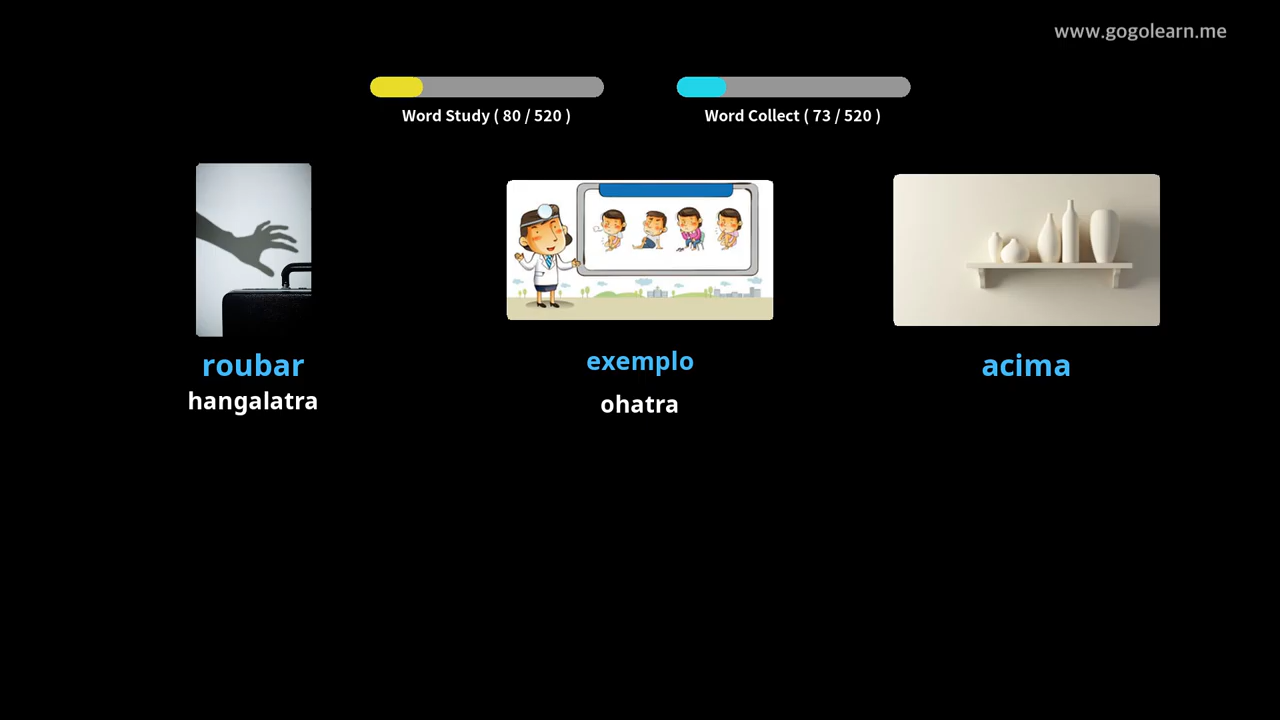 www.gogolearn.me
Word Study ( 80 / 520 )
Word Collect ( 73 / 520 )
roubar
hangalatra
exemplo
ohatra
acima